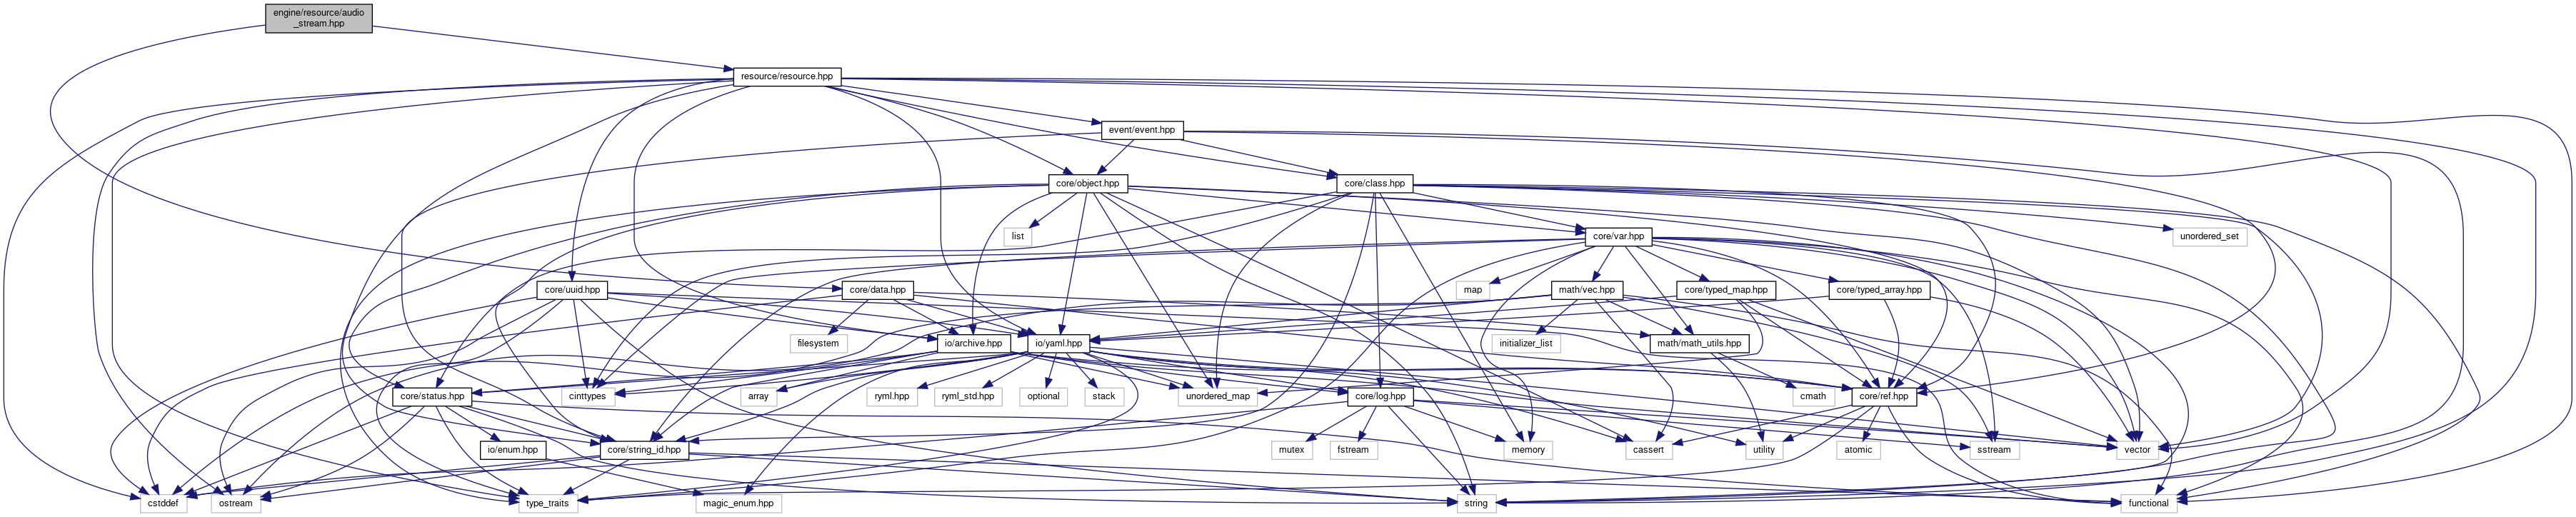 engine/resource/audio
_stream.hpp
resource/resource.hpp
event/event.hpp
core/object.hpp
core/class.hpp
list
core/var.hpp
unordered_set
core/uuid.hpp
core/data.hpp
map
math/vec.hpp
core/typed_map.hpp
core/typed_array.hpp
filesystem
io/archive.hpp
io/yaml.hpp
initializer_list
math/math_utils.hpp
core/status.hpp
cinttypes
array
ryml.hpp
ryml_std.hpp
optional
stack
unordered_map
core/log.hpp
cmath
core/ref.hpp
io/enum.hpp
core/string_id.hpp
mutex
fstream
memory
cassert
utility
atomic
sstream
vector
cstddef
ostream
type_traits
magic_enum.hpp
string
functional